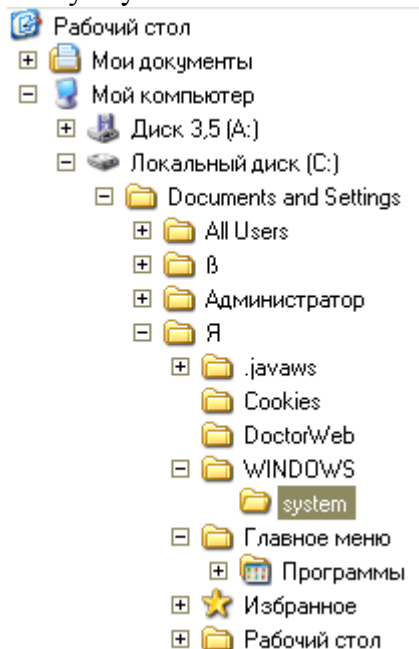 Рабочий стол
Мои документы
Мой компьютер
Диск 3,5 (A:)
Локальный диск (C:)
Documents and Settings
All Users
ß
Администратор
Я
.javaws
Cookies
DoctorWeb
WINDOWS
system
Главное меню
Программы
Избранное
Рабочий стол